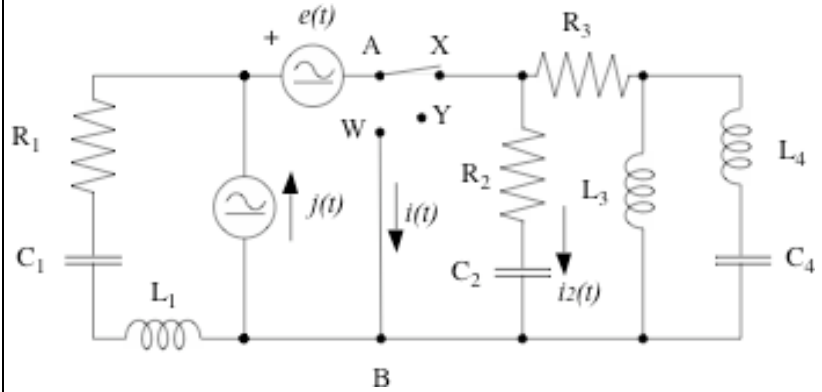 e(t)
+
A
X
R3
Y
W
R1
j(t)
i(t)
R2
L3
L4
C1
L1
C2
i2(t)
C4
B